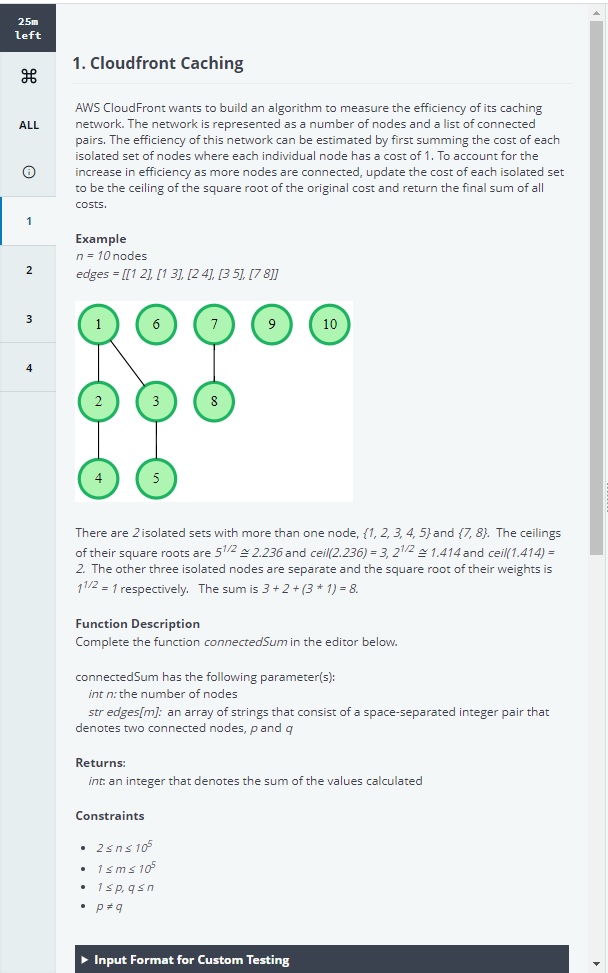 25m
left
ALL
1
2
3
4
1. Cloudfront Caching
AWS CloudFront wants to build an algorithm to measure the efficiency of its caching
network. The network is represented as a number of nodes and a list of connected
pairs. The efficiency of this network can be estimated by first summing the cost of each
isolated set of nodes where each individual node has a cost of 1. To account for the
increase in efficiency as more nodes are connected, update the cost of each isolated set
to be the ceiling of the square root of the original cost and return the final sum of all
costs.
Example
n = 10 nodes
edges = [[1 2], [1 3], [2 4], [3 5], [7 8]]
1 6 7 9 10
2 3 8
4 5
There are 2 isolated sets with more than one node, {1, 2, 3, 4, 5} and {7, 8}. The ceilings
of their square roots are 5^1/2 ≅ 2.236 and ceil(2.236) = 3, 2^1/2 ≅ 1.414 and ceil(1.414) =
2. The other three isolated nodes are separate and the square root of their weights is
1^1/2 = 1 respectively. The sum is 3 + 2 + (3 * 1) = 8.
Function Description
Complete the function connectedSum in the editor below.
connectedSum has the following parameter(s):
int n: the number of nodes
str edges[m]: an array of strings that consist of a space-separated integer pair that
denotes two connected nodes, p and q
Returns:
int: an integer that denotes the sum of the values calculated
Constraints
• 2 ≤ n ≤ 10^5
• 1 ≤ m ≤ 10^5
• 1 ≤ p, q ≤ n
• p ≠ q
▶ Input Format for Custom Testing